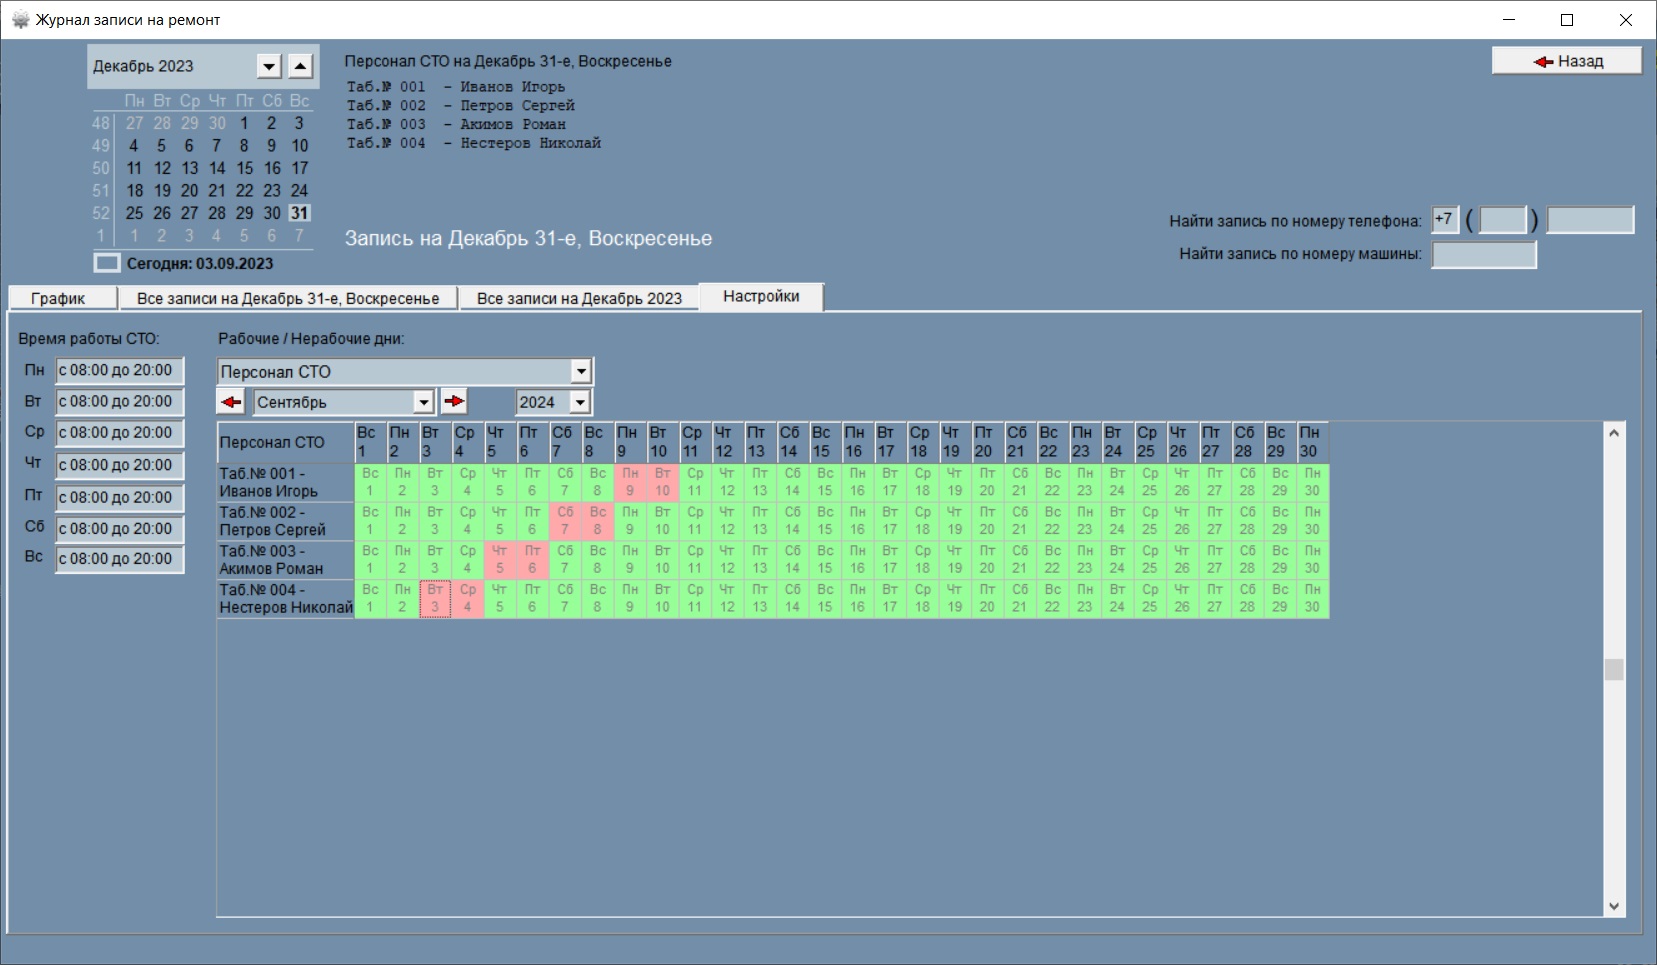 Журнал записи на ремонт
Декабрь 2023
Пн Вт Ср Чт Пт Сб Вс
48 27 28 29 30 1 2 3
49 4 5 6 7 8 9 10
50 11 12 13 14 15 16 17
51 18 19 20 21 22 23 24
52 25 26 27 28 29 30 31
1 1 2 3 4 5 6 7
Сегодня: 03.09.2023
Персонал СТО на Декабрь 31-е, Воскресенье
Таб.№ 001 - Иванов Игорь
Таб.№ 002 - Петров Сергей
Таб.№ 003 - Акимов Роман
Таб.№ 004 - Нестеров Николай
Запись на Декабрь 31-е, Воскресенье
Назад
Найти запись по номеру телефона: +7 ( )
Найти запись по номеру машины:
График Все записи на Декабрь 31-е, Воскресенье Все записи на Декабрь 2023 Настройки
Время работы СТО:
Пн с 08:00 до 20:00
Вт с 08:00 до 20:00
Ср с 08:00 до 20:00
Чт с 08:00 до 20:00
Пт с 08:00 до 20:00
Сб с 08:00 до 20:00
Вс с 08:00 до 20:00
Рабочие / Нерабочие дни:
Персонал СТО
Сентябрь 2024
Персонал СТО
Вс Пн Вт Ср Чт Пт Сб Вс Пн Вт Ср Чт Пт Сб Вс Пн Вт Ср Чт Пт Сб Вс Пн Вт Ср Чт Пт Сб Вс Пн
1 2 3 4 5 6 7 8 9 10 11 12 13 14 15 16 17 18 19 20 21 22 23 24 25 26 27 28 29 30
Таб.№ 001 - Вс Пн Вт Ср Чт Пт Сб Вс Пн Вт Ср Чт Пт Сб Вс Пн Вт Ср Чт Пт Сб Вс Пн Вт Ср Чт Пт Сб Вс Пн
Иванов Игорь 1 2 3 4 5 6 7 8 9 10 11 12 13 14 15 16 17 18 19 20 21 22 23 24 25 26 27 28 29 30
Таб.№ 002 - Вс Пн Вт Ср Чт Пт Сб Вс Пн Вт Ср Чт Пт Сб Вс Пн Вт Ср Чт Пт Сб Вс Пн Вт Ср Чт Пт Сб Вс Пн
Петров Сергей 1 2 3 4 5 6 7 8 9 10 11 12 13 14 15 16 17 18 19 20 21 22 23 24 25 26 27 28 29 30
Таб.№ 003 - Вс Пн Вт Ср Чт Пт Сб Вс Пн Вт Ср Чт Пт Сб Вс Пн Вт Ср Чт Пт Сб Вс Пн Вт Ср Чт Пт Сб Вс Пн
Акимов Роман 1 2 3 4 5 6 7 8 9 10 11 12 13 14 15 16 17 18 19 20 21 22 23 24 25 26 27 28 29 30
Таб.№ 004 - Вс Пн Вт Ср Чт Пт Сб Вс Пн Вт Ср Чт Пт Сб Вс Пн Вт Ср Чт Пт Сб Вс Пн Вт Ср Чт Пт Сб Вс Пн
Нестеров Николай 1 2 3 4 5 6 7 8 9 10 11 12 13 14 15 16 17 18 19 20 21 22 23 24 25 26 27 28 29 30